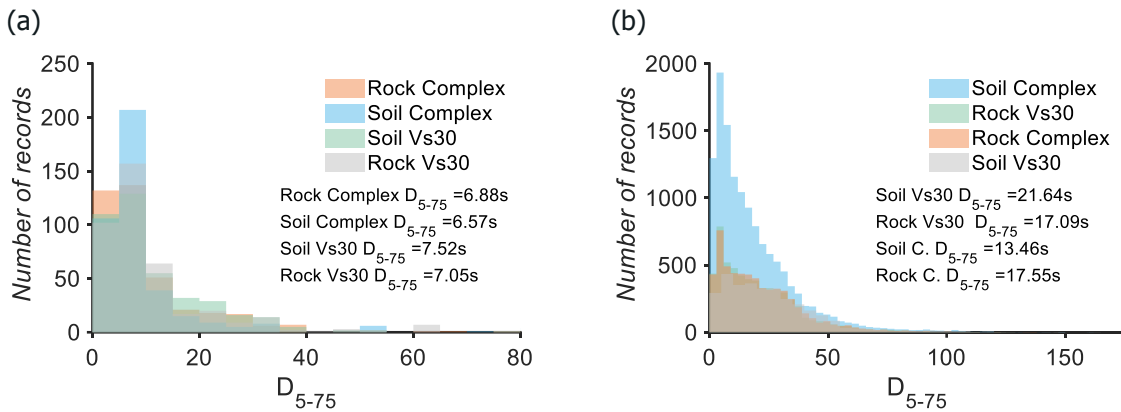 (a)
250
200
150
100
50
0
Number of records
Rock Complex
Soil Complex
Soil Vs30
Rock Vs30
Rock Complex D5-75 =6.88s
Soil Complex D5-75 =6.57s
Soil Vs30 D5-75 =7.52s
Rock Vs30 D5-75 =7.05s
0 20 40 60 80
D5-75
(b)
2000
1500
1000
500
0
Number of records
Soil Complex
Rock Vs30
Rock Complex
Soil Vs30
Soil Vs30 D5-75 =21.64s
Rock Vs30 D5-75 =17.09s
Soil C. D5-75 =13.46s
Rock C. D5-75 =17.55s
0 50 100 150
D5-75